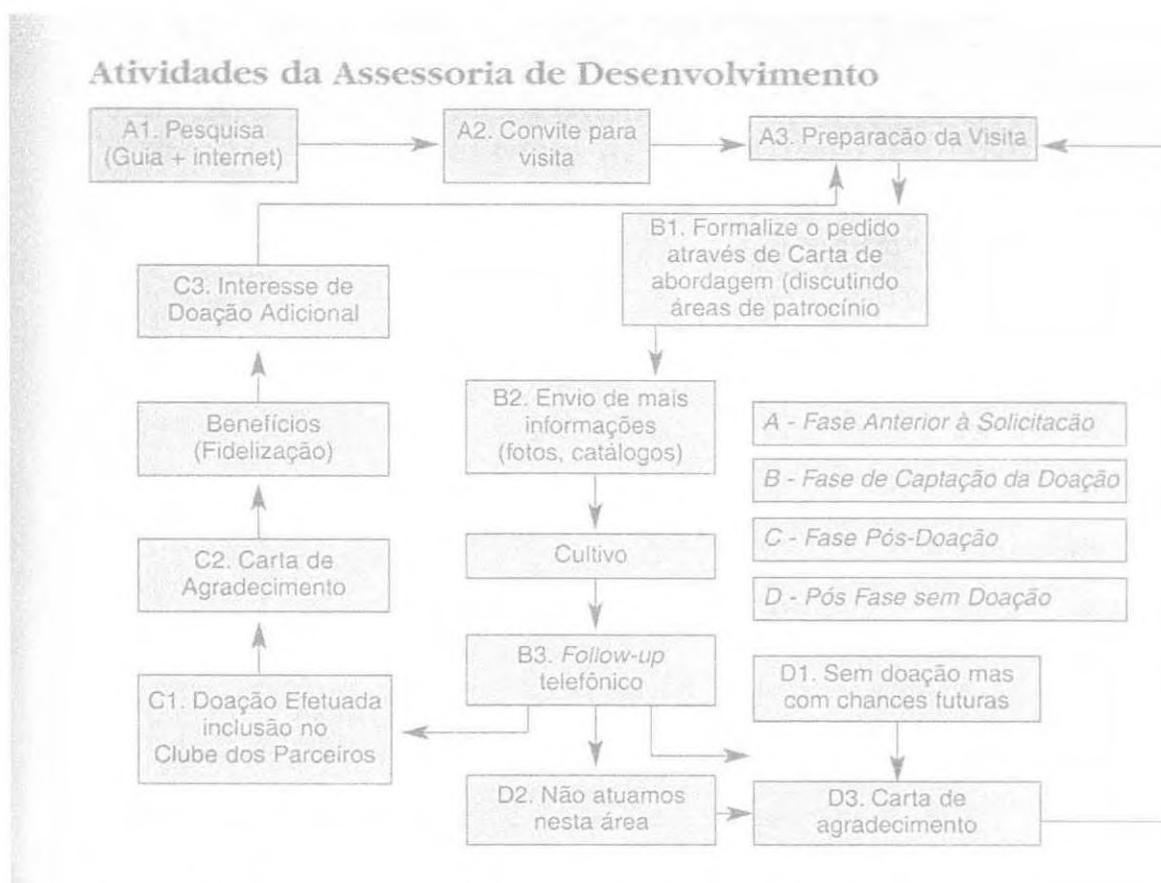 Atividades da Assessoria de Desenvolvimento
A1. Pesquisa
(Guia + internet)
A2. Convite para
visita
A3. Preparacão da Visita
B1. Formalize o pedido
através de Carta de
abordagem (discutindo
áreas de patrocínio
C3. Interesse de
Doação Adicional
B2. Envio de mais
informações
(fotos, catálogos)
Benefícios
(Fidelização)
A - Fase Anterior à Solicitacão
B - Fase de Captação da Doação
C - Fase Pós-Doação
D - Pós Fase sem Doação
Cultivo
C2. Carta de
Agradecimento
B3. Follow-up
telefônico
D1. Sem doação mas
com chances futuras
C1. Doação Efetuada
inclusão no
Clube dos Parceiros
D2. Não atuamos
nesta área
D3. Carta de
agradecimento